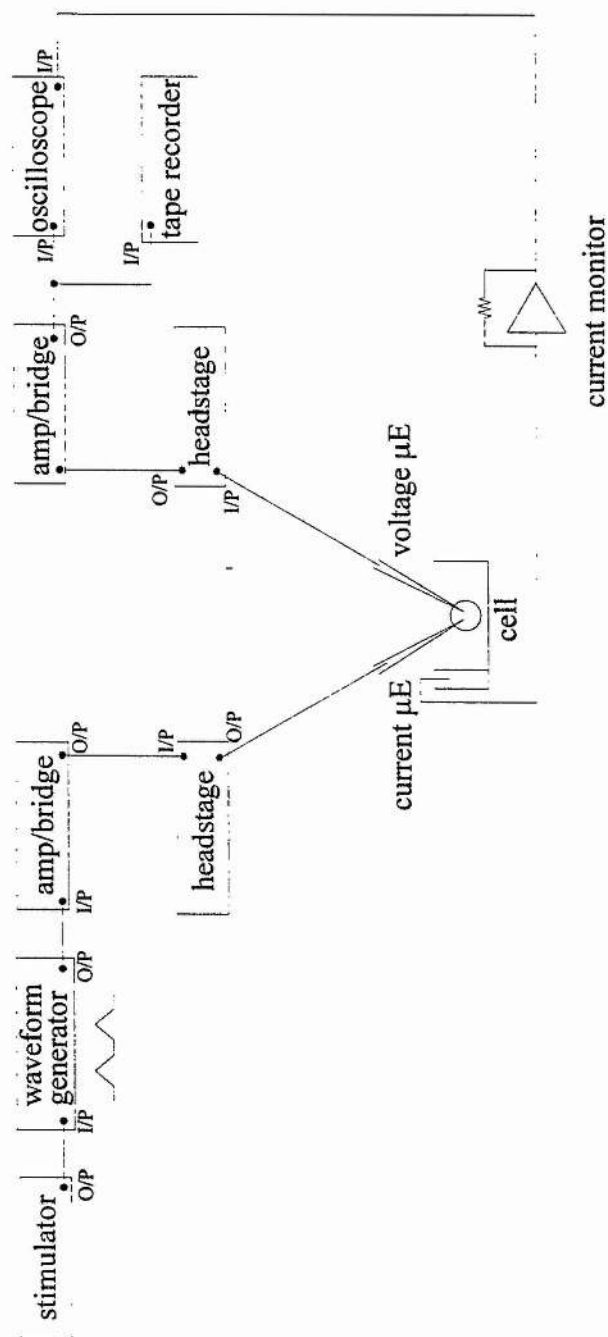 stimulator
O/P
waveform
generator
I/P
O/P
amp/bridge
I/P
O/P
headstage
I/P
O/P
current µE
cell
voltage µE
headstage
O/P
I/P
amp/bridge
O/P
oscilloscope
I/P
I/P
tape recorder
I/P
current monitor